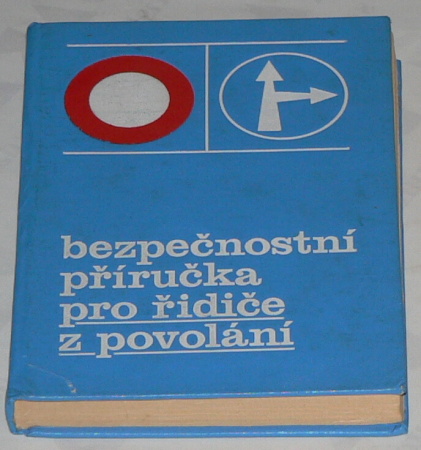 bezpečnostní
příručka
pro řidiče
z povolání